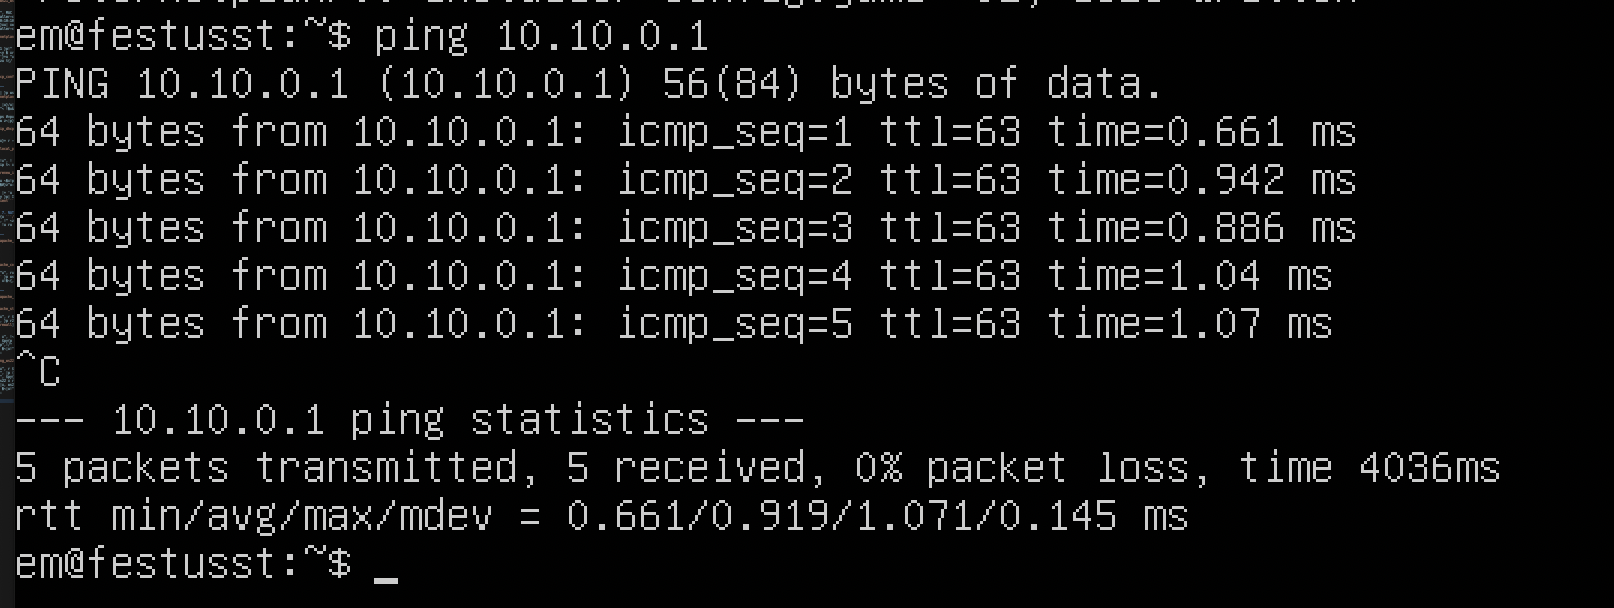 em@festusst:~$ ping 10.10.0.1
PING 10.10.0.1 (10.10.0.1) 56(84) bytes of data.
64 bytes from 10.10.0.1: icmp_seq=1 ttl=63 time=0.661 ms
64 bytes from 10.10.0.1: icmp_seq=2 ttl=63 time=0.942 ms
64 bytes from 10.10.0.1: icmp_seq=3 ttl=63 time=0.886 ms
64 bytes from 10.10.0.1: icmp_seq=4 ttl=63 time=1.04 ms
64 bytes from 10.10.0.1: icmp_seq=5 ttl=63 time=1.07 ms
^C
--- 10.10.0.1 ping statistics ---
5 packets transmitted, 5 received, 0% packet loss, time 4036ms
rtt min/avg/max/mdev = 0.661/0.919/1.071/0.145 ms
em@festusst:~$ _